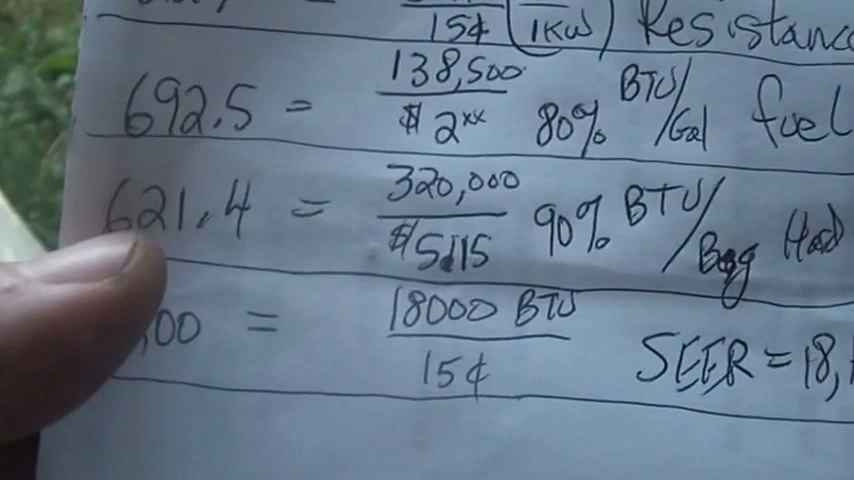 15¢ 1KW Resistance
692.5 = 138,500 / $2xx 80% BTU/Gal fuel
621.4 = 320,000 / $5.15 90% BTU/Bag
,00 = 18000 BTU / 15¢ SEER = 18,